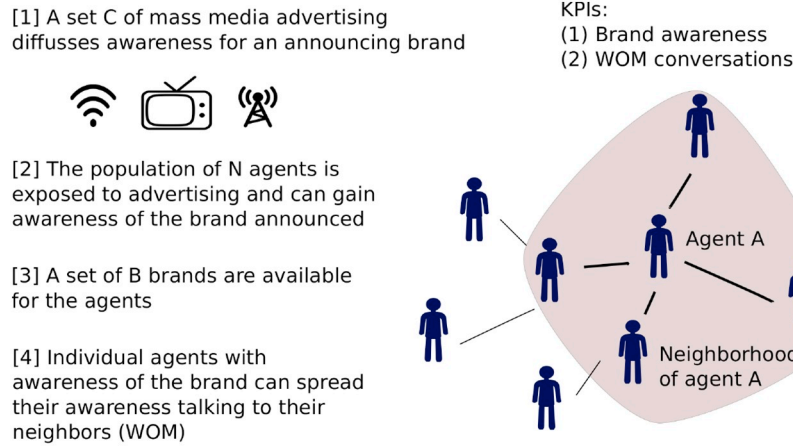 [1] A set C of mass media advertising
diffusses awareness for an announcing brand
[2] The population of N agents is
exposed to advertising and can gain
awareness of the brand announced
[3] A set of B brands are available
for the agents
[4] Individual agents with
awareness of the brand can spread
their awareness talking to their
neighbors (WOM)
KPIs:
(1) Brand awareness
(2) WOM conversations
Agent A
Neighborhood
of agent A